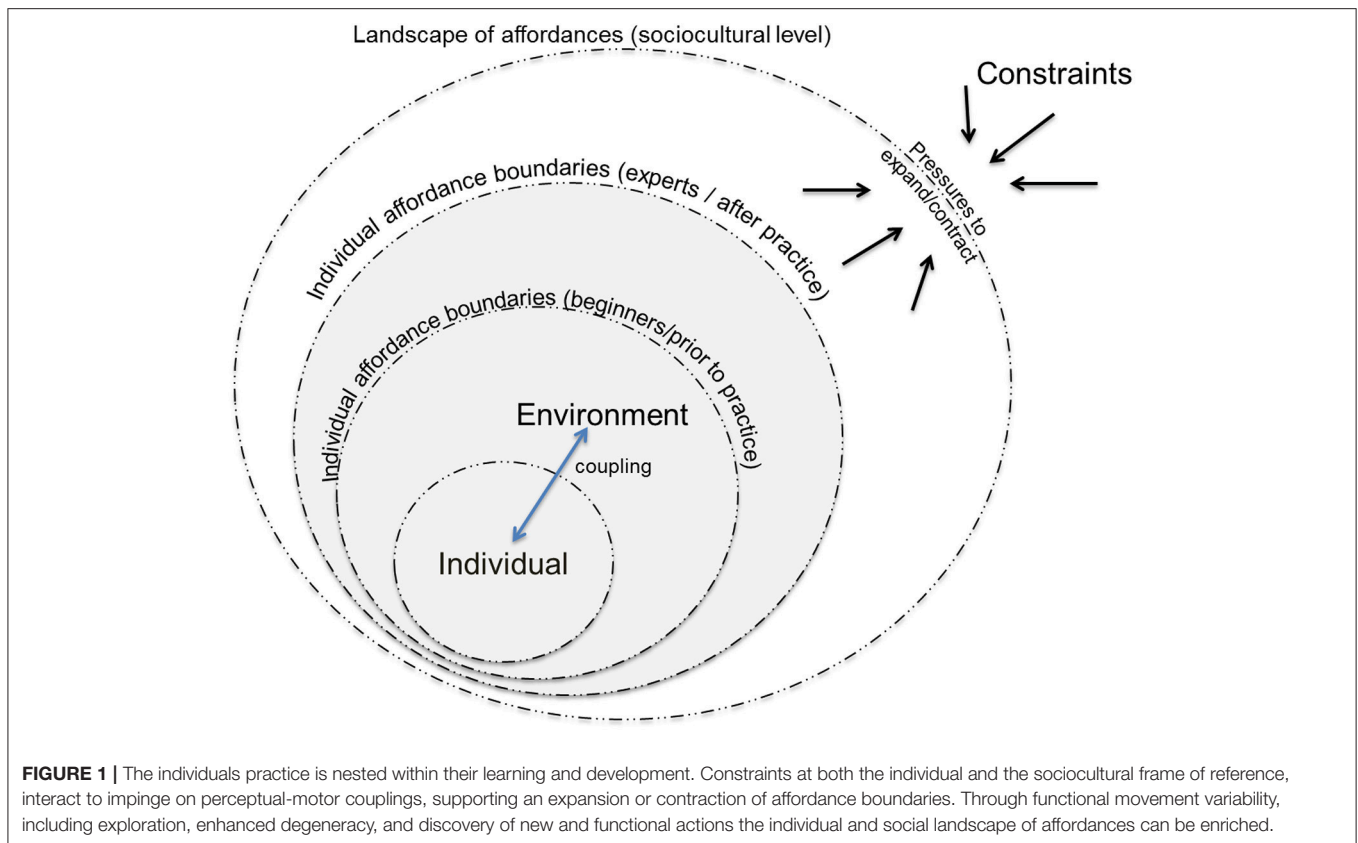 Landscape of affordances (sociocultural level)
Constraints
Pressures to
expand/contract
Individual affordance boundaries (experts / after practice)
Individual affordance boundaries (beginners/prior to practice)
Environment
coupling
Individual
FIGURE 1 | The individuals practice is nested within their learning and development. Constraints at both the individual and the sociocultural frame of reference,
interact to impinge on perceptual-motor couplings, supporting an expansion or contraction of affordance boundaries. Through functional movement variability,
including exploration, enhanced degeneracy, and discovery of new and functional actions the individual and social landscape of affordances can be enriched.